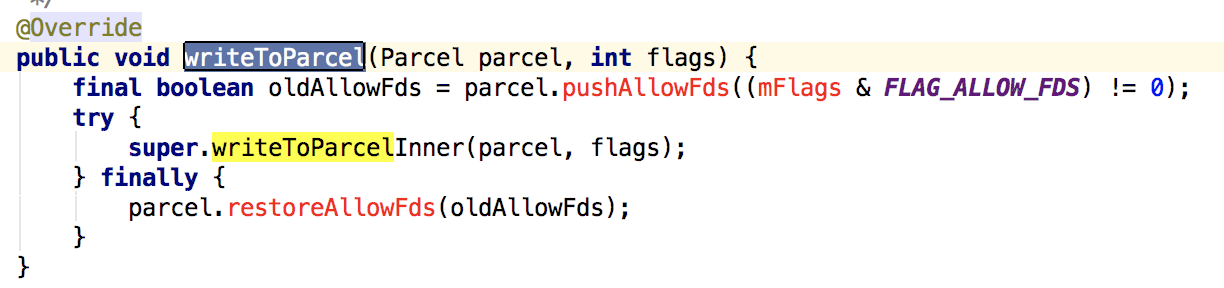 */
@Override
public void writeToParcel(Parcel parcel, int flags) {
    final boolean oldAllowFds = parcel.pushAllowFds((mFlags & FLAG_ALLOW_FDS) != 0);
    try {
        super.writeToParcelInner(parcel, flags);
    } finally {
        parcel.restoreAllowFds(oldAllowFds);
    }
}